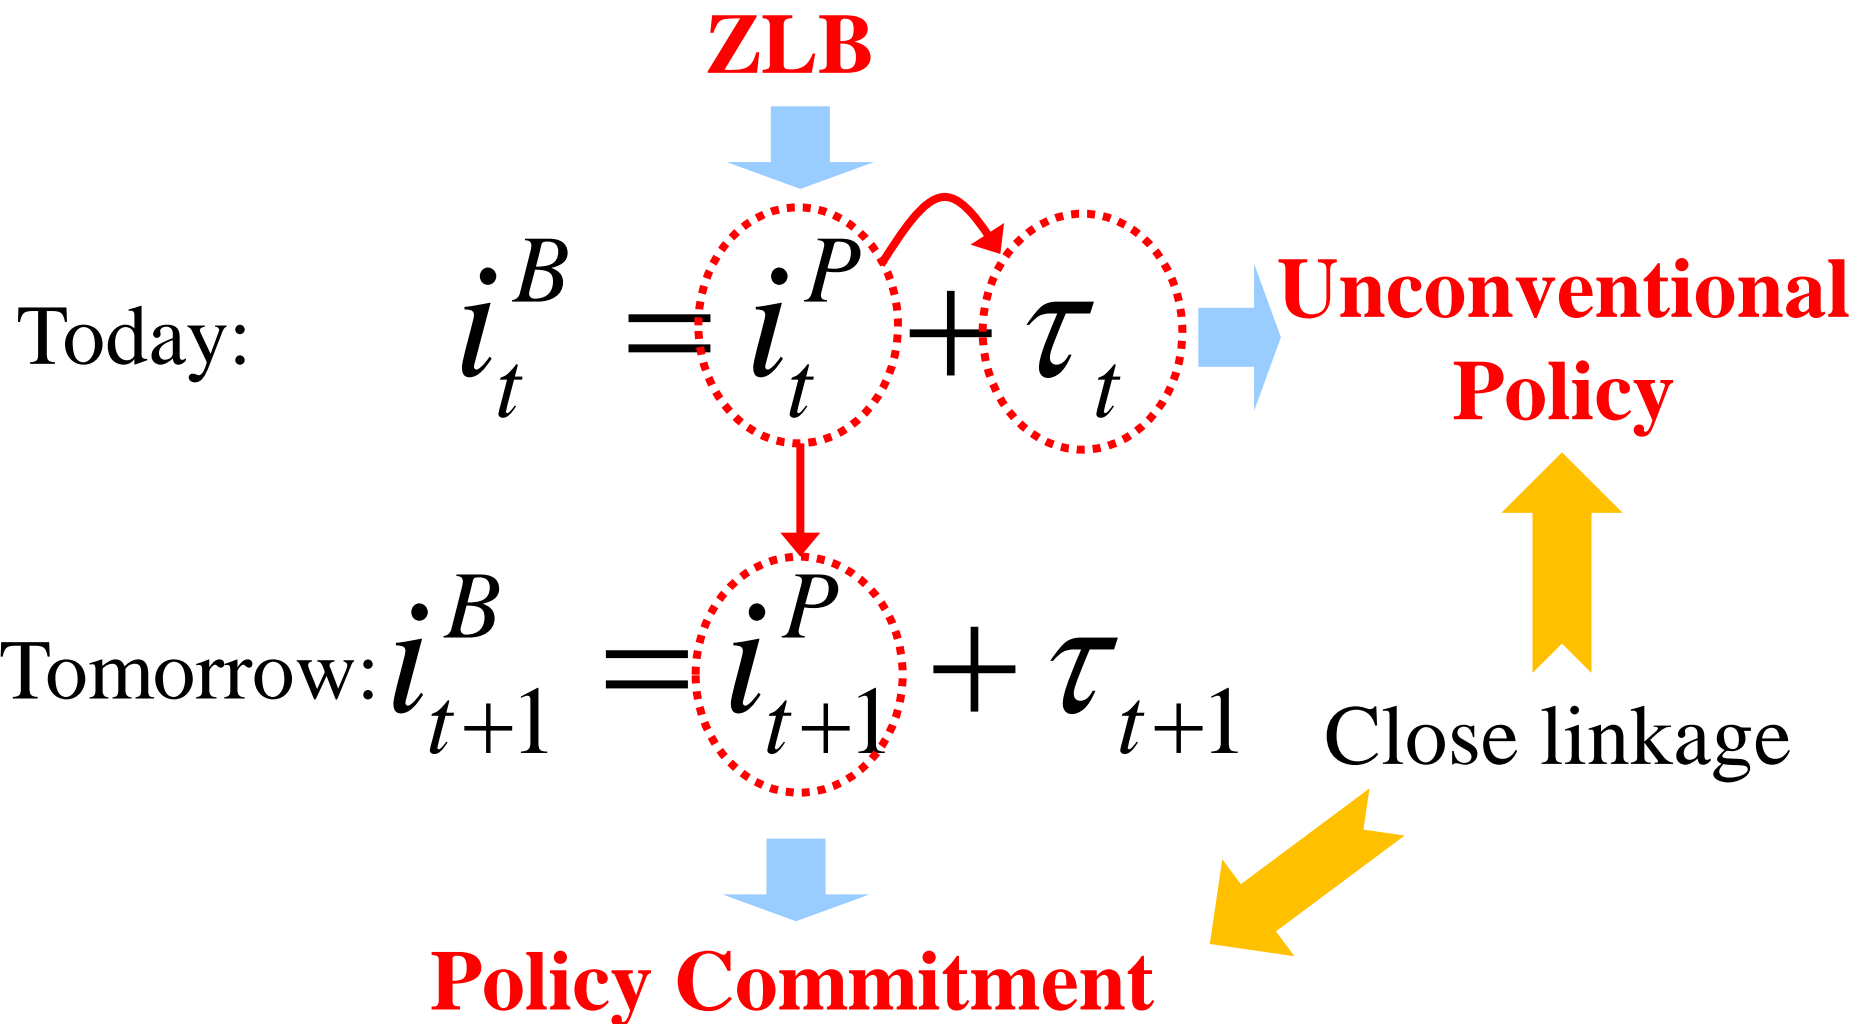 ZLB
Today: i_t^B = i_t^P + τ_t
Unconventional
Policy
Tomorrow: i_{t+1}^B = i_{t+1}^P + τ_{t+1}
Close linkage
Policy Commitment